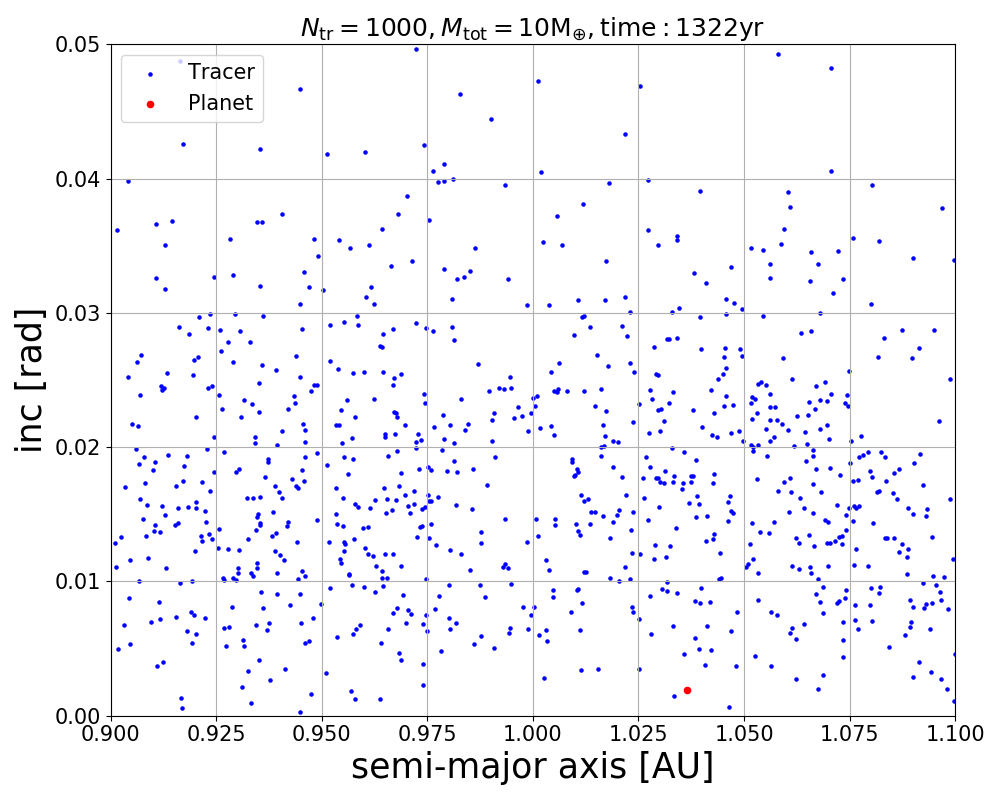 N_tr = 1000, M_tot = 10M_⊕, time : 1322yr
Tracer
Planet
inc [rad]
0.05
0.04
0.03
0.02
0.01
0.00
0.900 0.925 0.950 0.975 1.000 1.025 1.050 1.075 1.100
semi-major axis [AU]